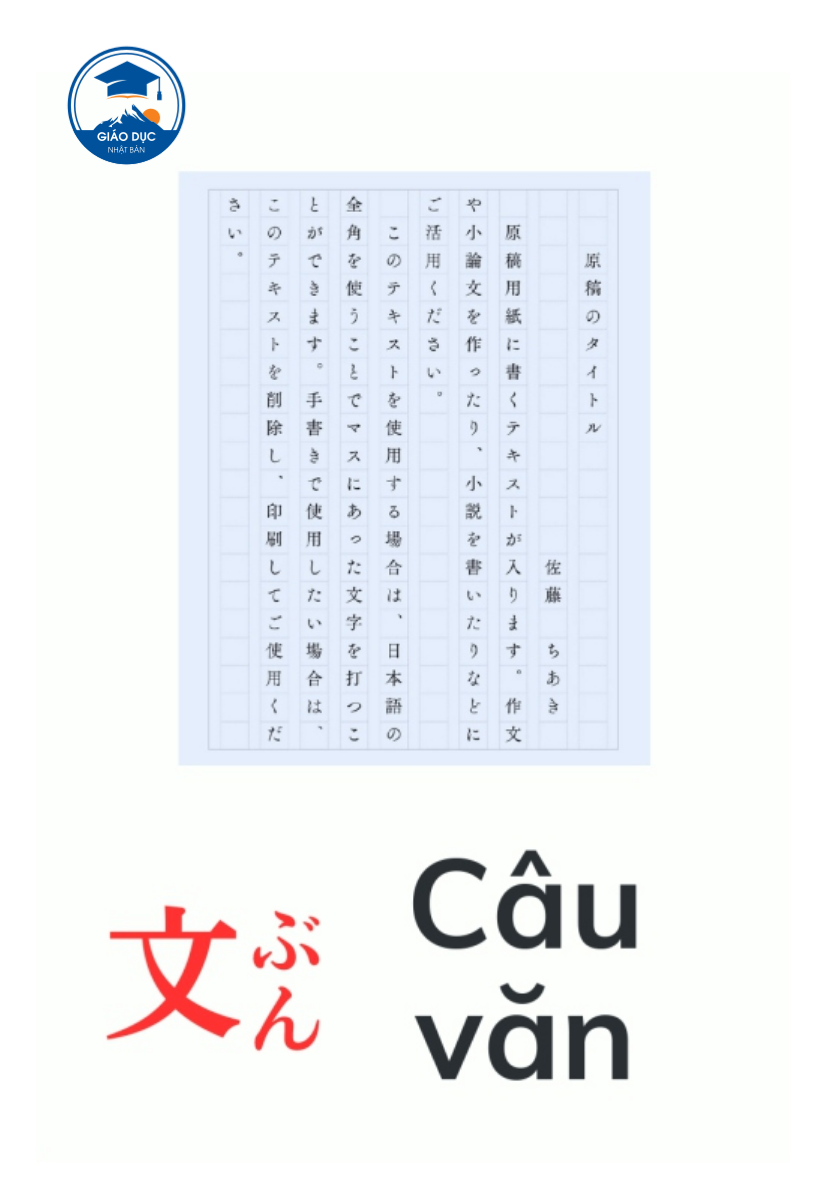 GIÁO DỤC
NHẬT BẢN
原稿のタイトル
佐藤　ちあき
原稿用紙に書くテキストが入ります。作文
や小論文を作ったり、小説を書いたりなどに
ご活用ください。
このテキストを使用する場合は、日本語の
全角を使うことでマスにあった文字を打つこ
とができます。手書きで使用したい場合は、
このテキストを削除し、印刷してご使用くだ
さい。
文
ぶん
Câu
văn